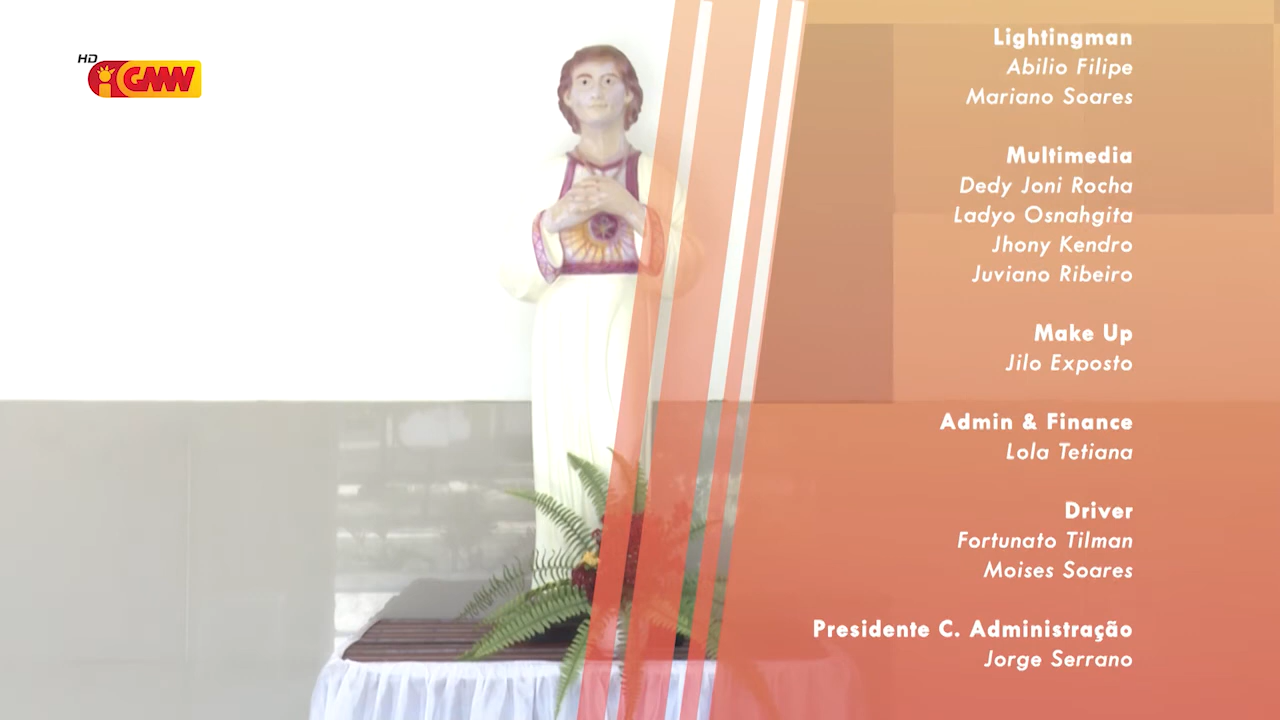 HD
GMN
Lightingman
Abilio Filipe
Mariano Soares
Multimedia
Dedy Joni Rocha
Ladyo Osnahgita
Jhony Kendro
Juviano Ribeiro
Make Up
Jilo Exposto
Admin & Finance
Lola Tetiana
Driver
Fortunato Tilman
Moises Soares
Presidente C. Administração
Jorge Serrano